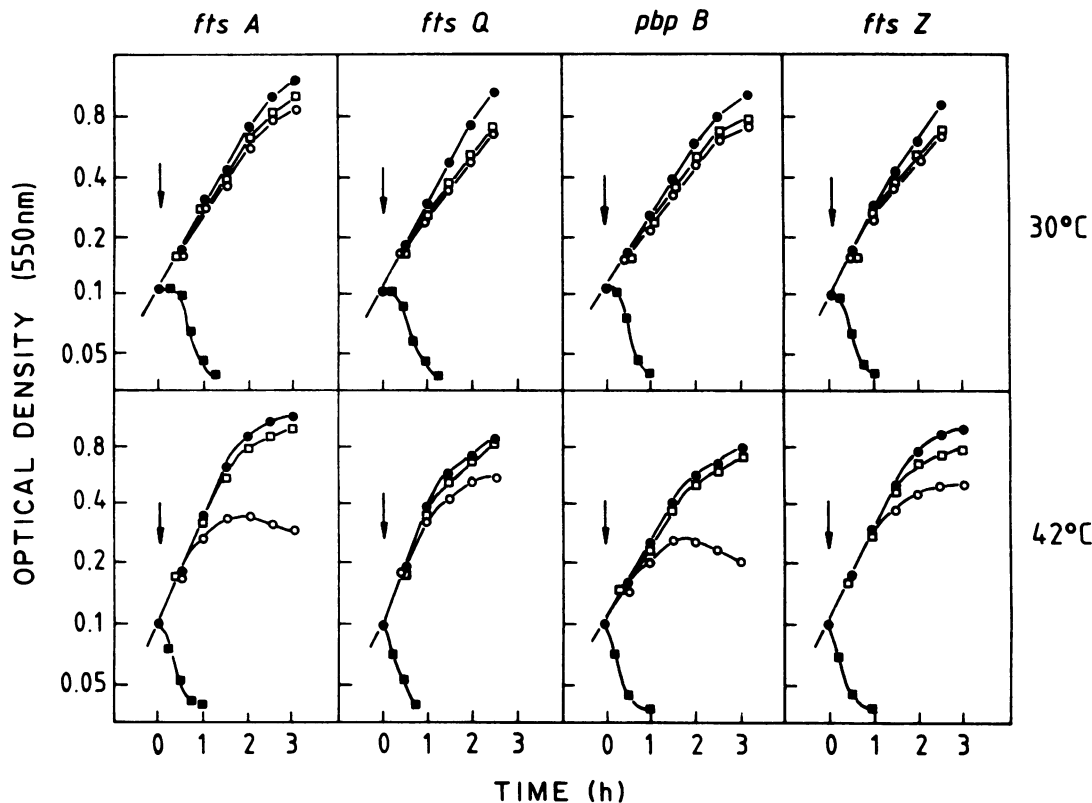 fts A fts Q pbp B fts Z
0.8
0.4
0.2
0.1
0.05
30°C
0.8
0.4
0.2
0.1
0.05
42°C
0 1 2 3 0 1 2 3 0 1 2 3 0 1 2 3
TIME (h)
OPTICAL DENSITY (550nm)